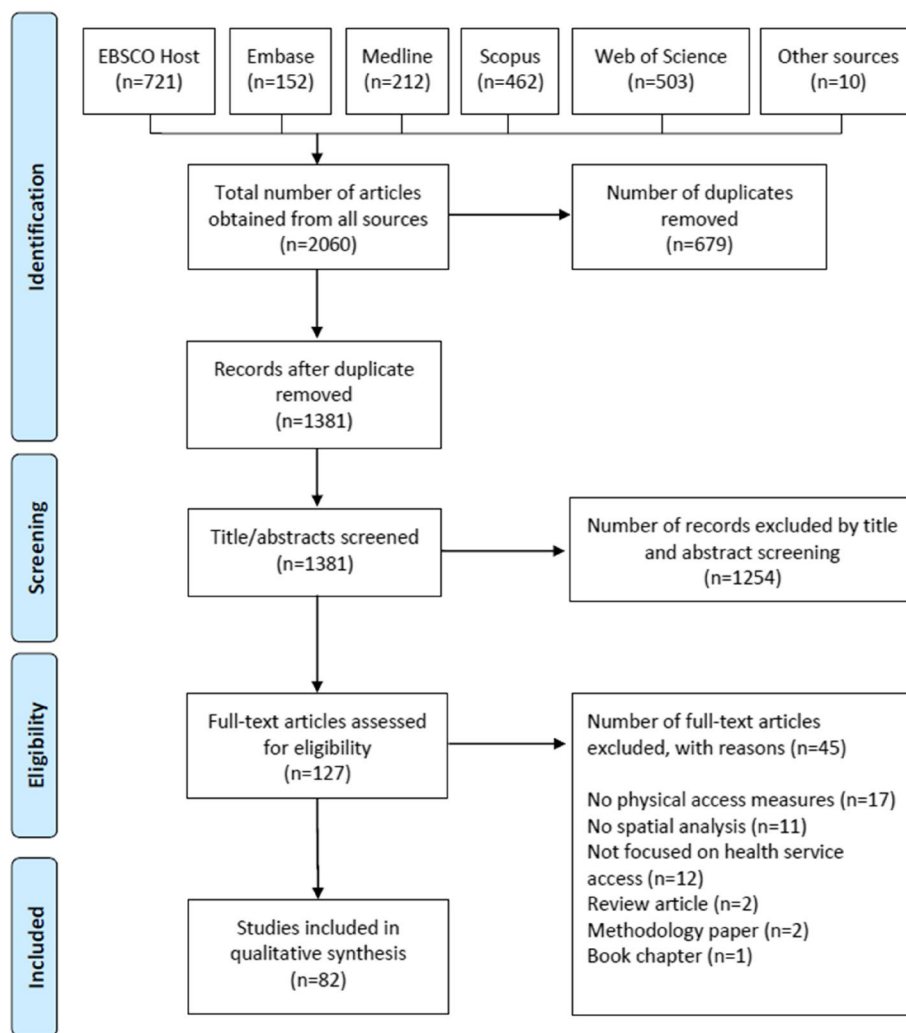 EBSCO Host
(n=721)
Embase
(n=152)
Medline
(n=212)
Scopus
(n=462)
Web of Science
(n=503)
Other sources
(n=10)
Identification
Total number of articles
obtained from all sources
(n=2060)
Number of duplicates
removed
(n=679)
Records after duplicate
removed
(n=1381)
Screening
Title/abstracts screened
(n=1381)
Number of records excluded by title
and abstract screening
(n=1254)
Eligibility
Full-text articles assessed
for eligibility
(n=127)
Number of full-text articles
excluded, with reasons (n=45)
No physical access measures (n=17)
No spatial analysis (n=11)
Not focused on health service
access (n=12)
Review article (n=2)
Methodology paper (n=2)
Book chapter (n=1)
Included
Studies included in
qualitative synthesis
(n=82)